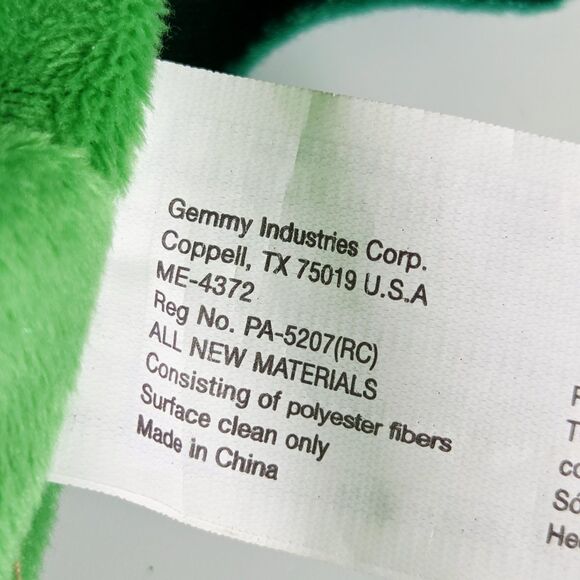 Gemmy Industries Corp.
Coppell, TX 75019 U.S.A
ME-4372
Reg No. PA-5207(RC)
ALL NEW MATERIALS
Consisting of polyester fibers
Surface clean only
Made in China